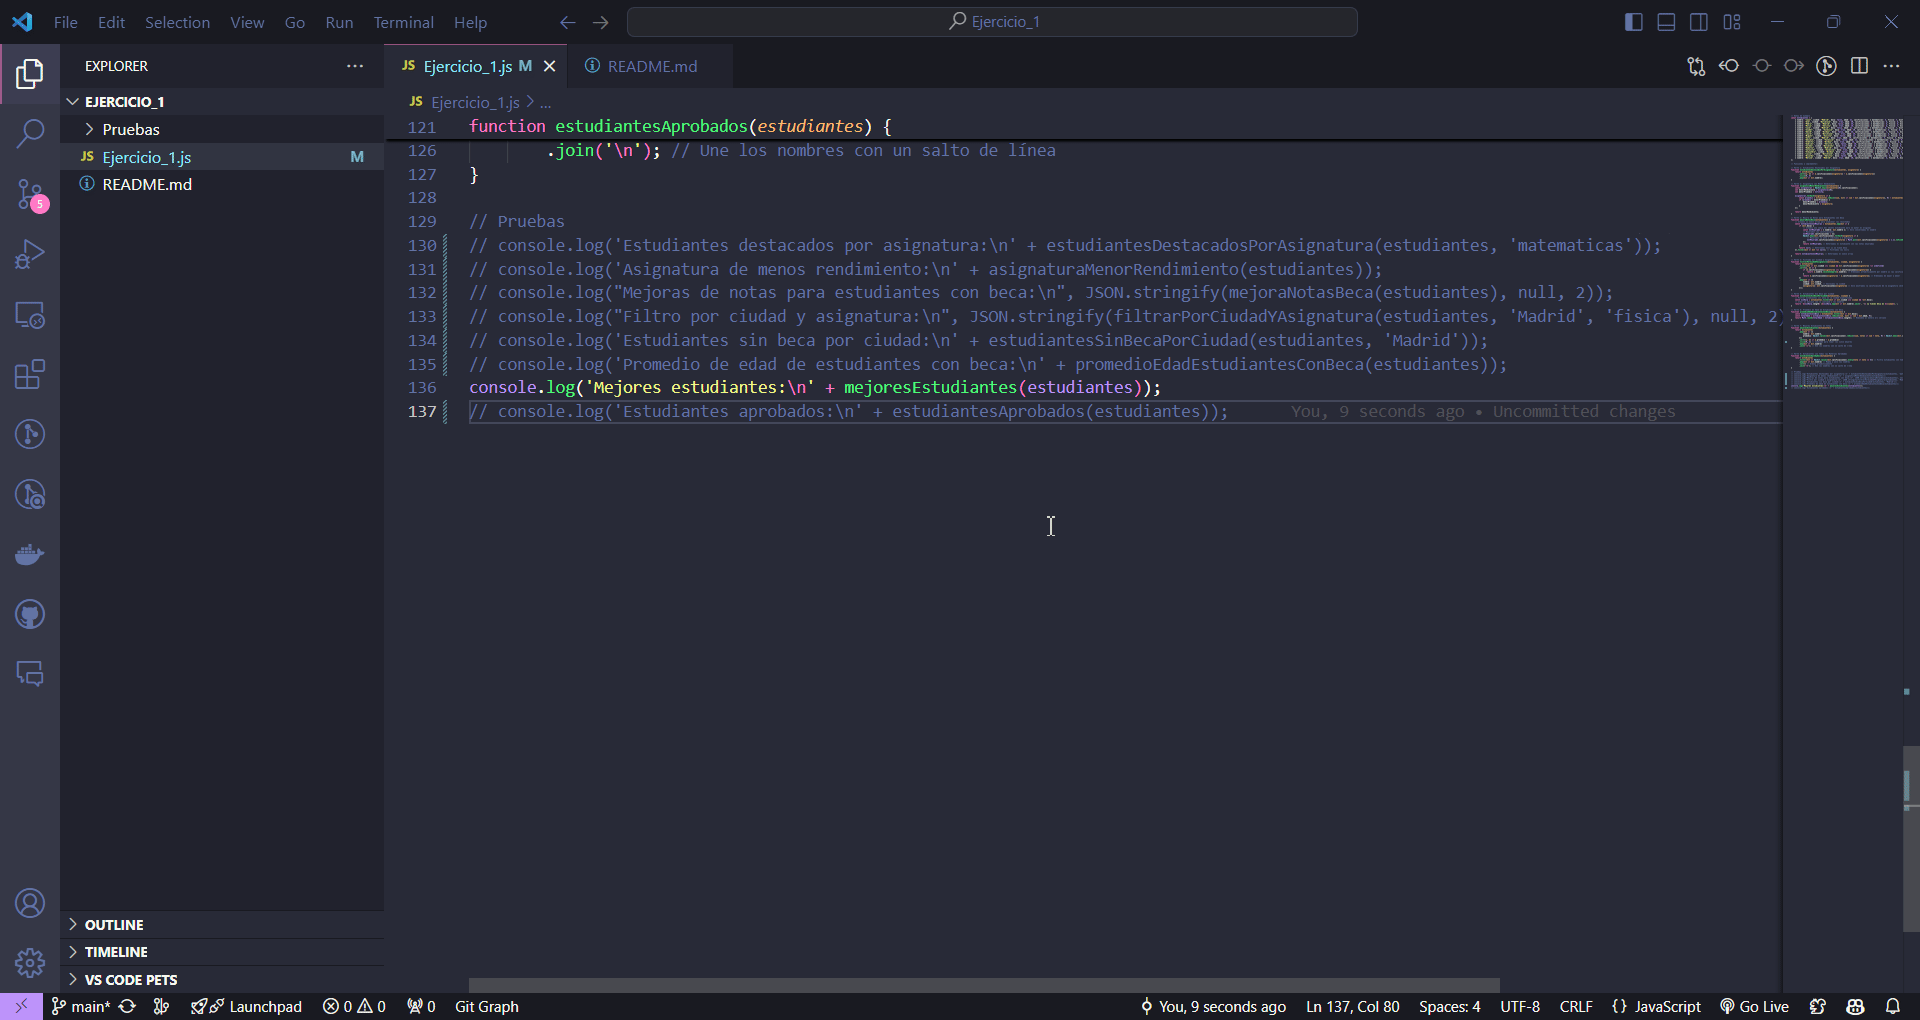 File Edit Selection View Go Run Terminal Help
Ejercicio_1
EXPLORER
EJERCICIO_1
Pruebas
JS Ejercicio_1.js M
README.md
5
OUTLINE
TIMELINE
VS CODE PETS
JS Ejercicio_1.js M
README.md
JS Ejercicio_1.js > ...
121 function estudiantesAprobados(estudiantes) {
126 .join('\n'); // Une los nombres con un salto de línea
127 }
128
129 // Pruebas
130 // console.log('Estudiantes destacados por asignatura:\n' + estudiantesDestacadosPorAsignatura(estudiantes, 'matematicas'));
131 // console.log('Asignatura de menos rendimiento:\n' + asignaturaMenorRendimiento(estudiantes));
132 // console.log("Mejoras de notas para estudiantes con beca:\n", JSON.stringify(mejoraNotasBeca(estudiantes), null, 2));
133 // console.log("Filtro por ciudad y asignatura:\n", JSON.stringify(filtrarPorCiudadYAsignatura(estudiantes, 'Madrid', 'fisica'), null, 2)
134 // console.log('Estudiantes sin beca por ciudad:\n' + estudiantesSinBecaPorCiudad(estudiantes, 'Madrid'));
135 // console.log('Promedio de edad de estudiantes con beca:\n' + promedioEdadEstudiantesConBeca(estudiantes));
136 console.log('Mejores estudiantes:\n' + mejoresEstudiantes(estudiantes));
137 // console.log('Estudiantes aprobados:\n' + estudiantesAprobados(estudiantes)); You, 9 seconds ago • Uncommitted changes
main* Launchpad 0 0 0 Git Graph You, 9 seconds ago Ln 137, Col 80 Spaces: 4 UTF-8 CRLF {} JavaScript Go Live